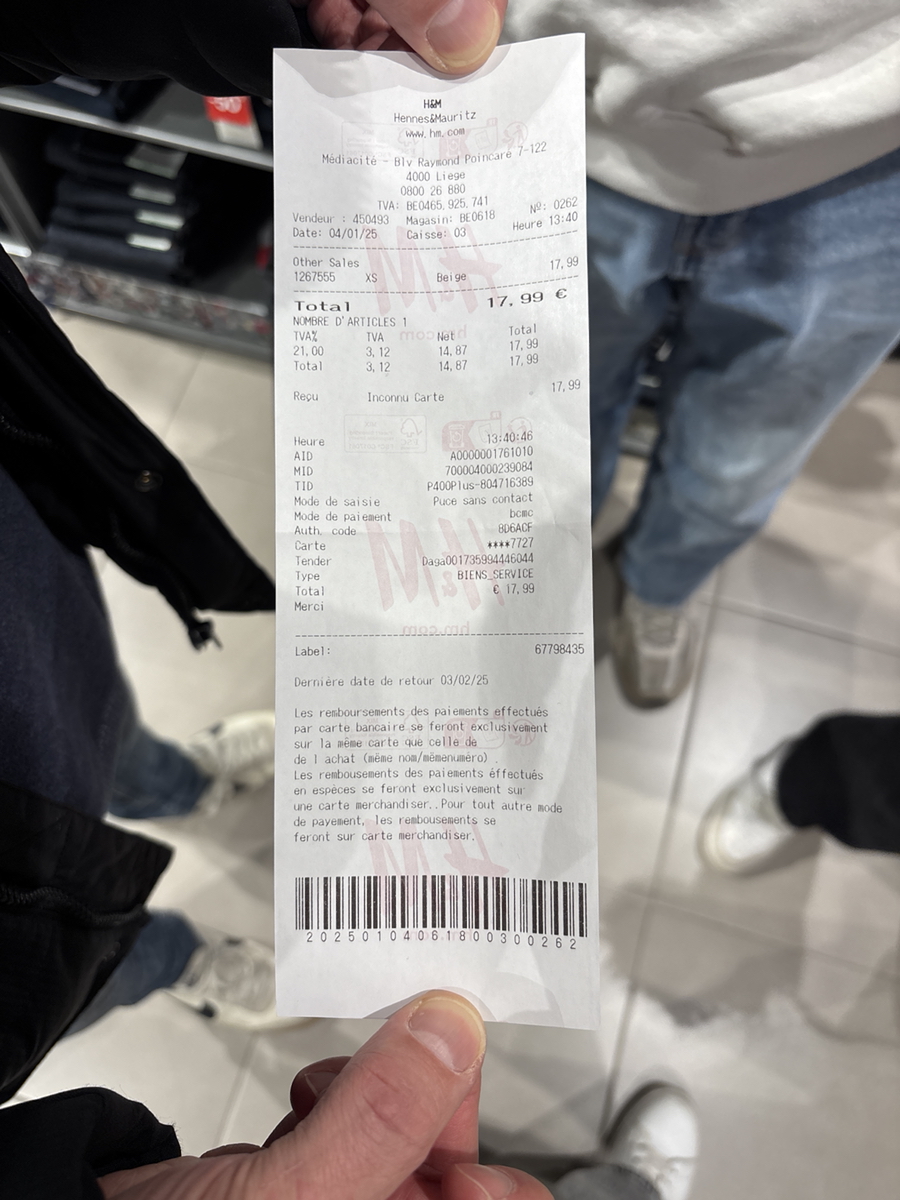 H&M
Hennes&Mauritz
www.hm.com
Médiacité - Blv Raymond Poincaré 7-122
4000 Liege
0800 26 880
TVA: BE0465.925.741
Vendeur : 450493 Magasin: BE0618 Nº: 0262
Date: 04/01/25 Caisse: 03 Heure 13:40
Other Sales 17,99
1267555 XS Beige
Total 17,99 €
NOMBRE D'ARTICLES 1
TVA% TVA Net Total
21,00 3,12 14,87 17,99
Total 3,12 14,87 17,99
Reçu Inconnu Carte 17,99
Heure 13:40:46
AID A0000001761010
MID 700004000239084
TID P400Plus-804716389
Mode de saisie Puce sans contact
Mode de paiement bcmc
Auth. code BD6ACF
Carte ****7727
Tender Daga001735994446044
Type BIENS_SERVICE
Total € 17,99
Merci
Label: 67798435
Dernière date de retour 03/02/25
Les remboursements des paiements effectués
par carte bancaire se feront exclusivement
sur la même carte que celle de
de l achat (même nom/mêmenuméro)
Les rembousements des paiements éffectués
en espèces se feront exclusivement sur
une carte merchandiser..Pour tout autre mode
de payement, les rembousements se
feront sur carte merchandiser.
2025010406180030 0262